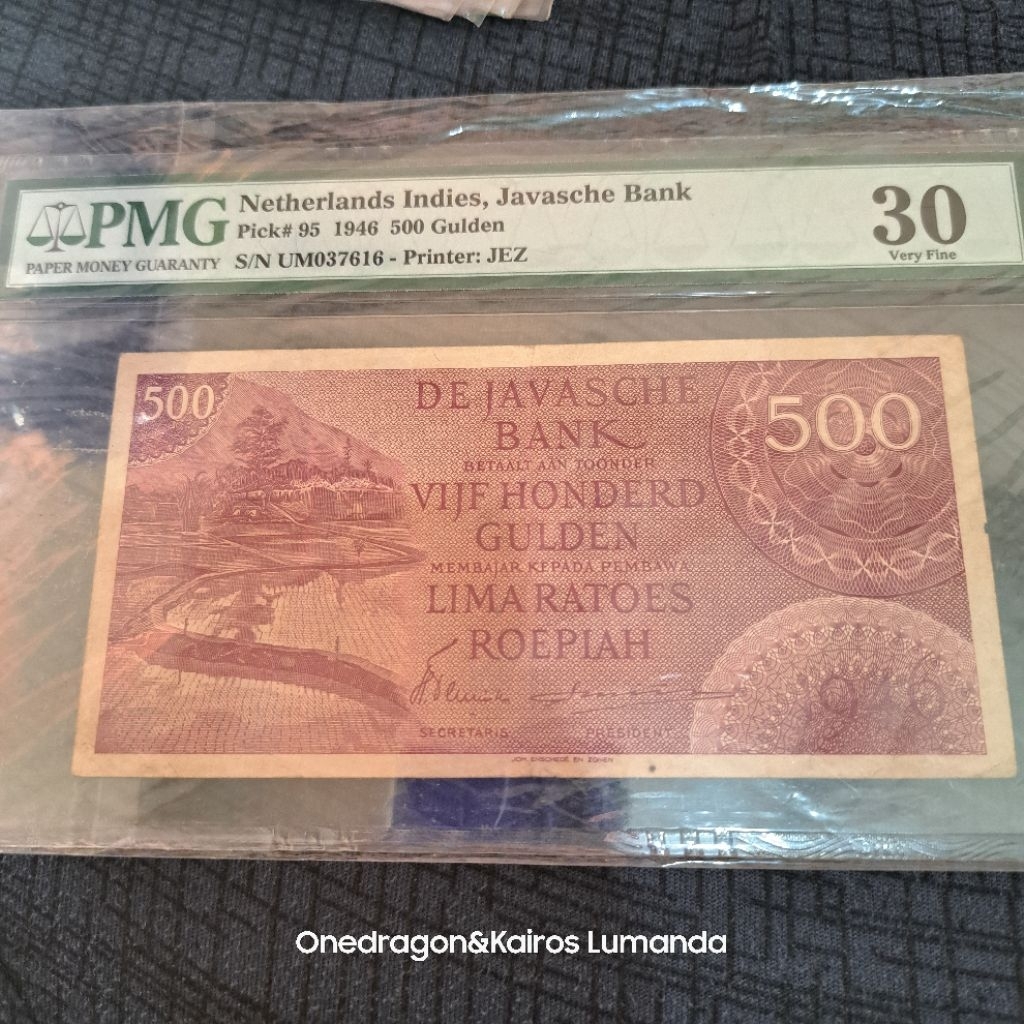 PMG
PAPER MONEY GUARANTY
Netherlands Indies, Javasche Bank
Pick# 95 1946 500 Gulden
S/N UM037616 - Printer: JEZ
30
Very Fine
500
DE JAVASCHE
BANK
BETAALT AAN TOONDER
VIJF HONDERD
GULDEN
MEMBAJAR KEPADA PEMBAWA
LIMA RATOES
ROEPIAH
SECRETARIS PRESIDENT
JOH. ENSCHEDÉ EN ZONEN
500
1946
Onedragon&Kairos Lumanda